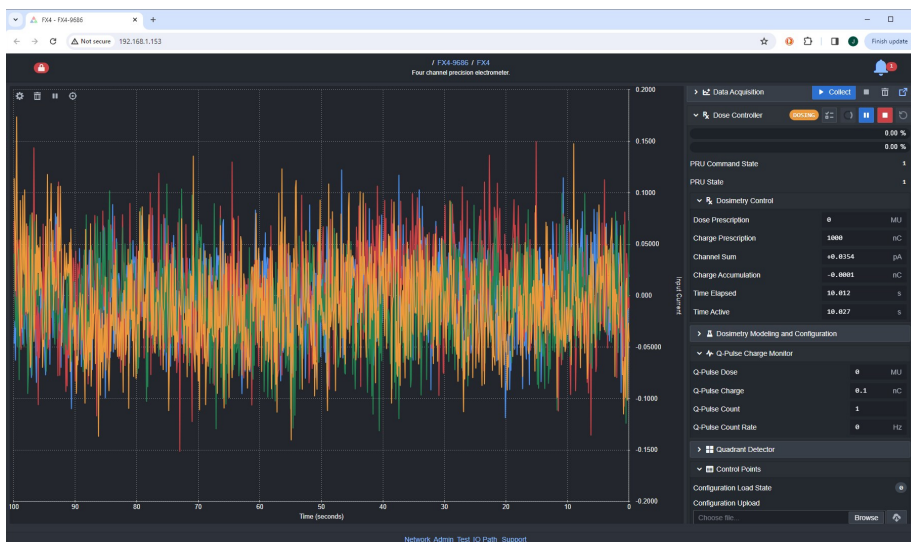 FX4 - FX4-9686
Not secure 192.168.1.153
Finish update
/ FX4-9686 / FX4
Four channel precision electrometer.
1
Data Acquisition Collect
Dose Controller DOSING
0.00 %
0.00 %
PRU Command State 1
PRU State 1
Dosimetry Control
Dose Prescription 0 MU
Charge Prescription 1000 nC
Channel Sum +0.0354 pA
Charge Accumulation -0.0001 nC
Time Elapsed 10.012 s
Time Active 10.027 s
Dosimetry Modeling and Configuration
Q-Pulse Charge Monitor
Q-Pulse Dose 0 MU
Q-Pulse Charge 0.1 nC
Q-Pulse Count 1
Q-Pulse Count Rate 0 Hz
Quadrant Detector
Control Points
Configuration Load State 0
Configuration Upload
Choose file... Browse
0.2000
0.1500
0.1000
0.05000
0.000
-0.05000
-0.1000
-0.1500
-0.2000
Input Current
100 90 80 70 60 50 40 30 20 10 0
Time (seconds)
Network Admin Test IO Path Support